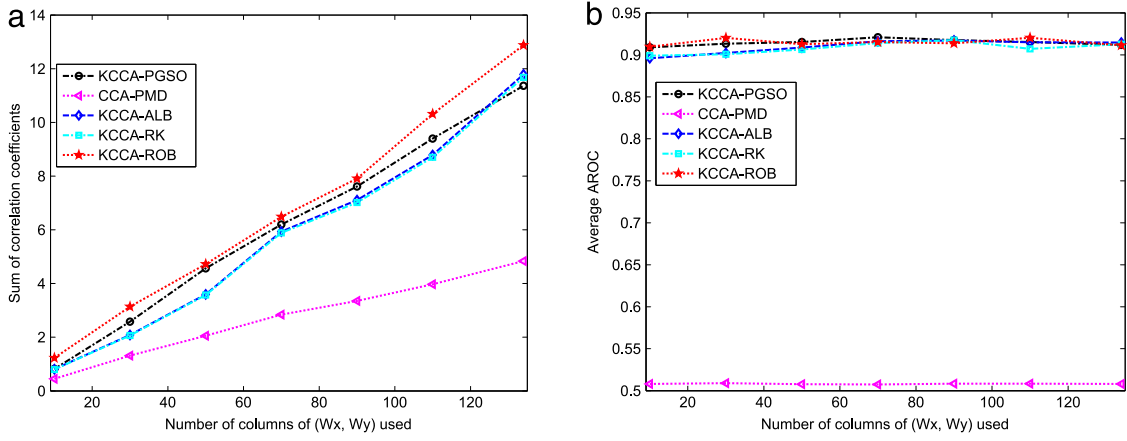 a
14
12
10
8
6
4
2
0
Sum of correlation coefficients
KCCA-PGSO
CCA-PMD
KCCA-ALB
KCCA-RK
KCCA-ROB
20 40 60 80 100 120
Number of columns of (Wx, Wy) used
b
0.95
0.9
0.85
0.8
0.75
0.7
0.65
0.6
0.55
0.5
Average AROC
KCCA-PGSO
CCA-PMD
KCCA-ALB
KCCA-RK
KCCA-ROB
20 40 60 80 100 120
Number of columns of (Wx, Wy) used